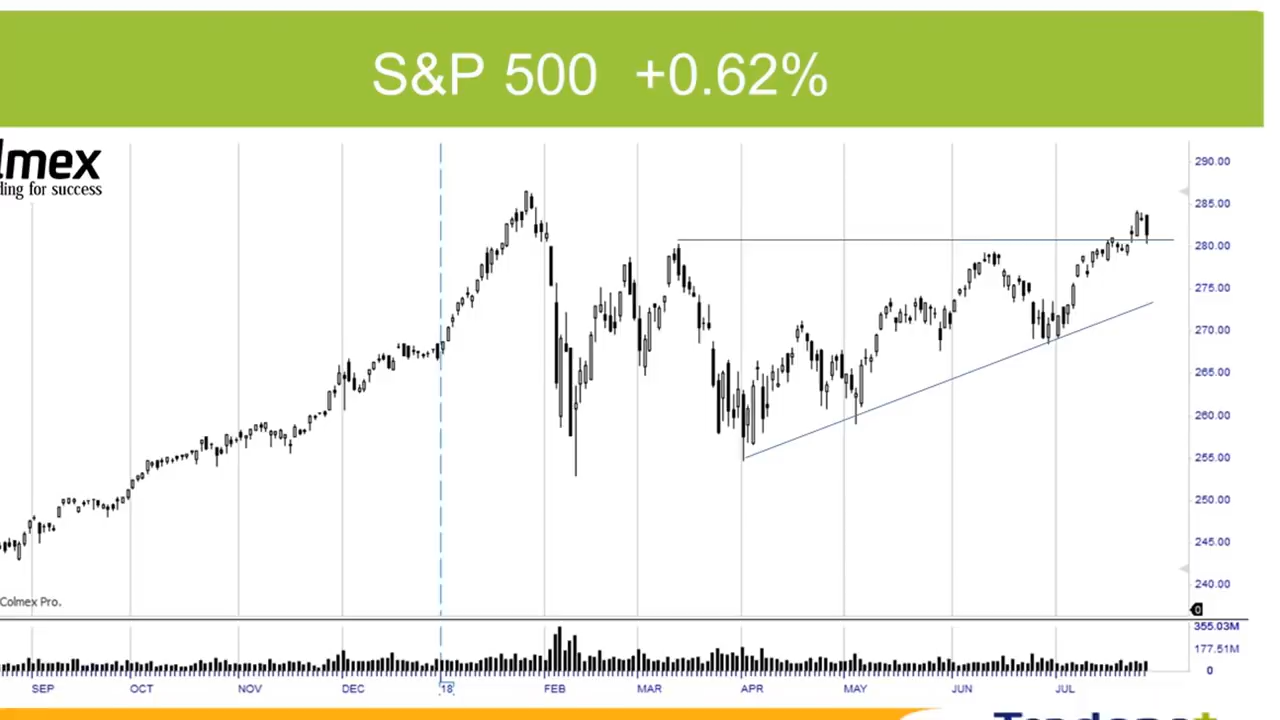 S&P 500 +0.62%
lmex
ding for success
290.00
285.00
280.00
275.00
270.00
265.00
260.00
255.00
250.00
245.00
240.00
Colmex Pro.
0
355.03M
177.51M
0
SEP OCT NOV DEC 18 FEB MAR APR MAY JUN JUL